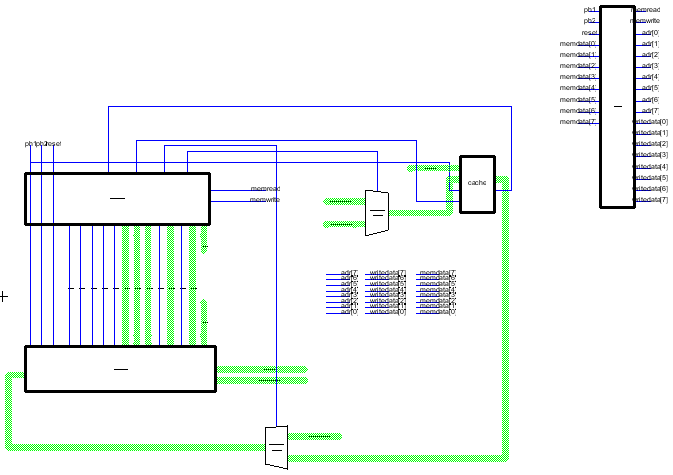 ph1
memread
ph2
memwrite
reset
adr[0]
memdata[0]
adr[1]
memdata[1]
adr[2]
memdata[2]
adr[3]
memdata[3]
adr[4]
memdata[4]
adr[5]
memdata[5]
adr[6]
memdata[6]
adr[7]
memdata[7]
writedata[0]
writedata[1]
writedata[2]
writedata[3]
writedata[4]
writedata[5]
writedata[6]
writedata[7]
ph1 ph2 reset
cache
memread
memwrite
adr[7] writedata[7] memdata[7]
adr[6] writedata[6] memdata[6]
adr[5] writedata[5] memdata[5]
adr[4] writedata[4] memdata[4]
adr[3] writedata[3] memdata[3]
adr[2] writedata[2] memdata[2]
adr[1] writedata[1] memdata[1]
adr[0] writedata[0] memdata[0]